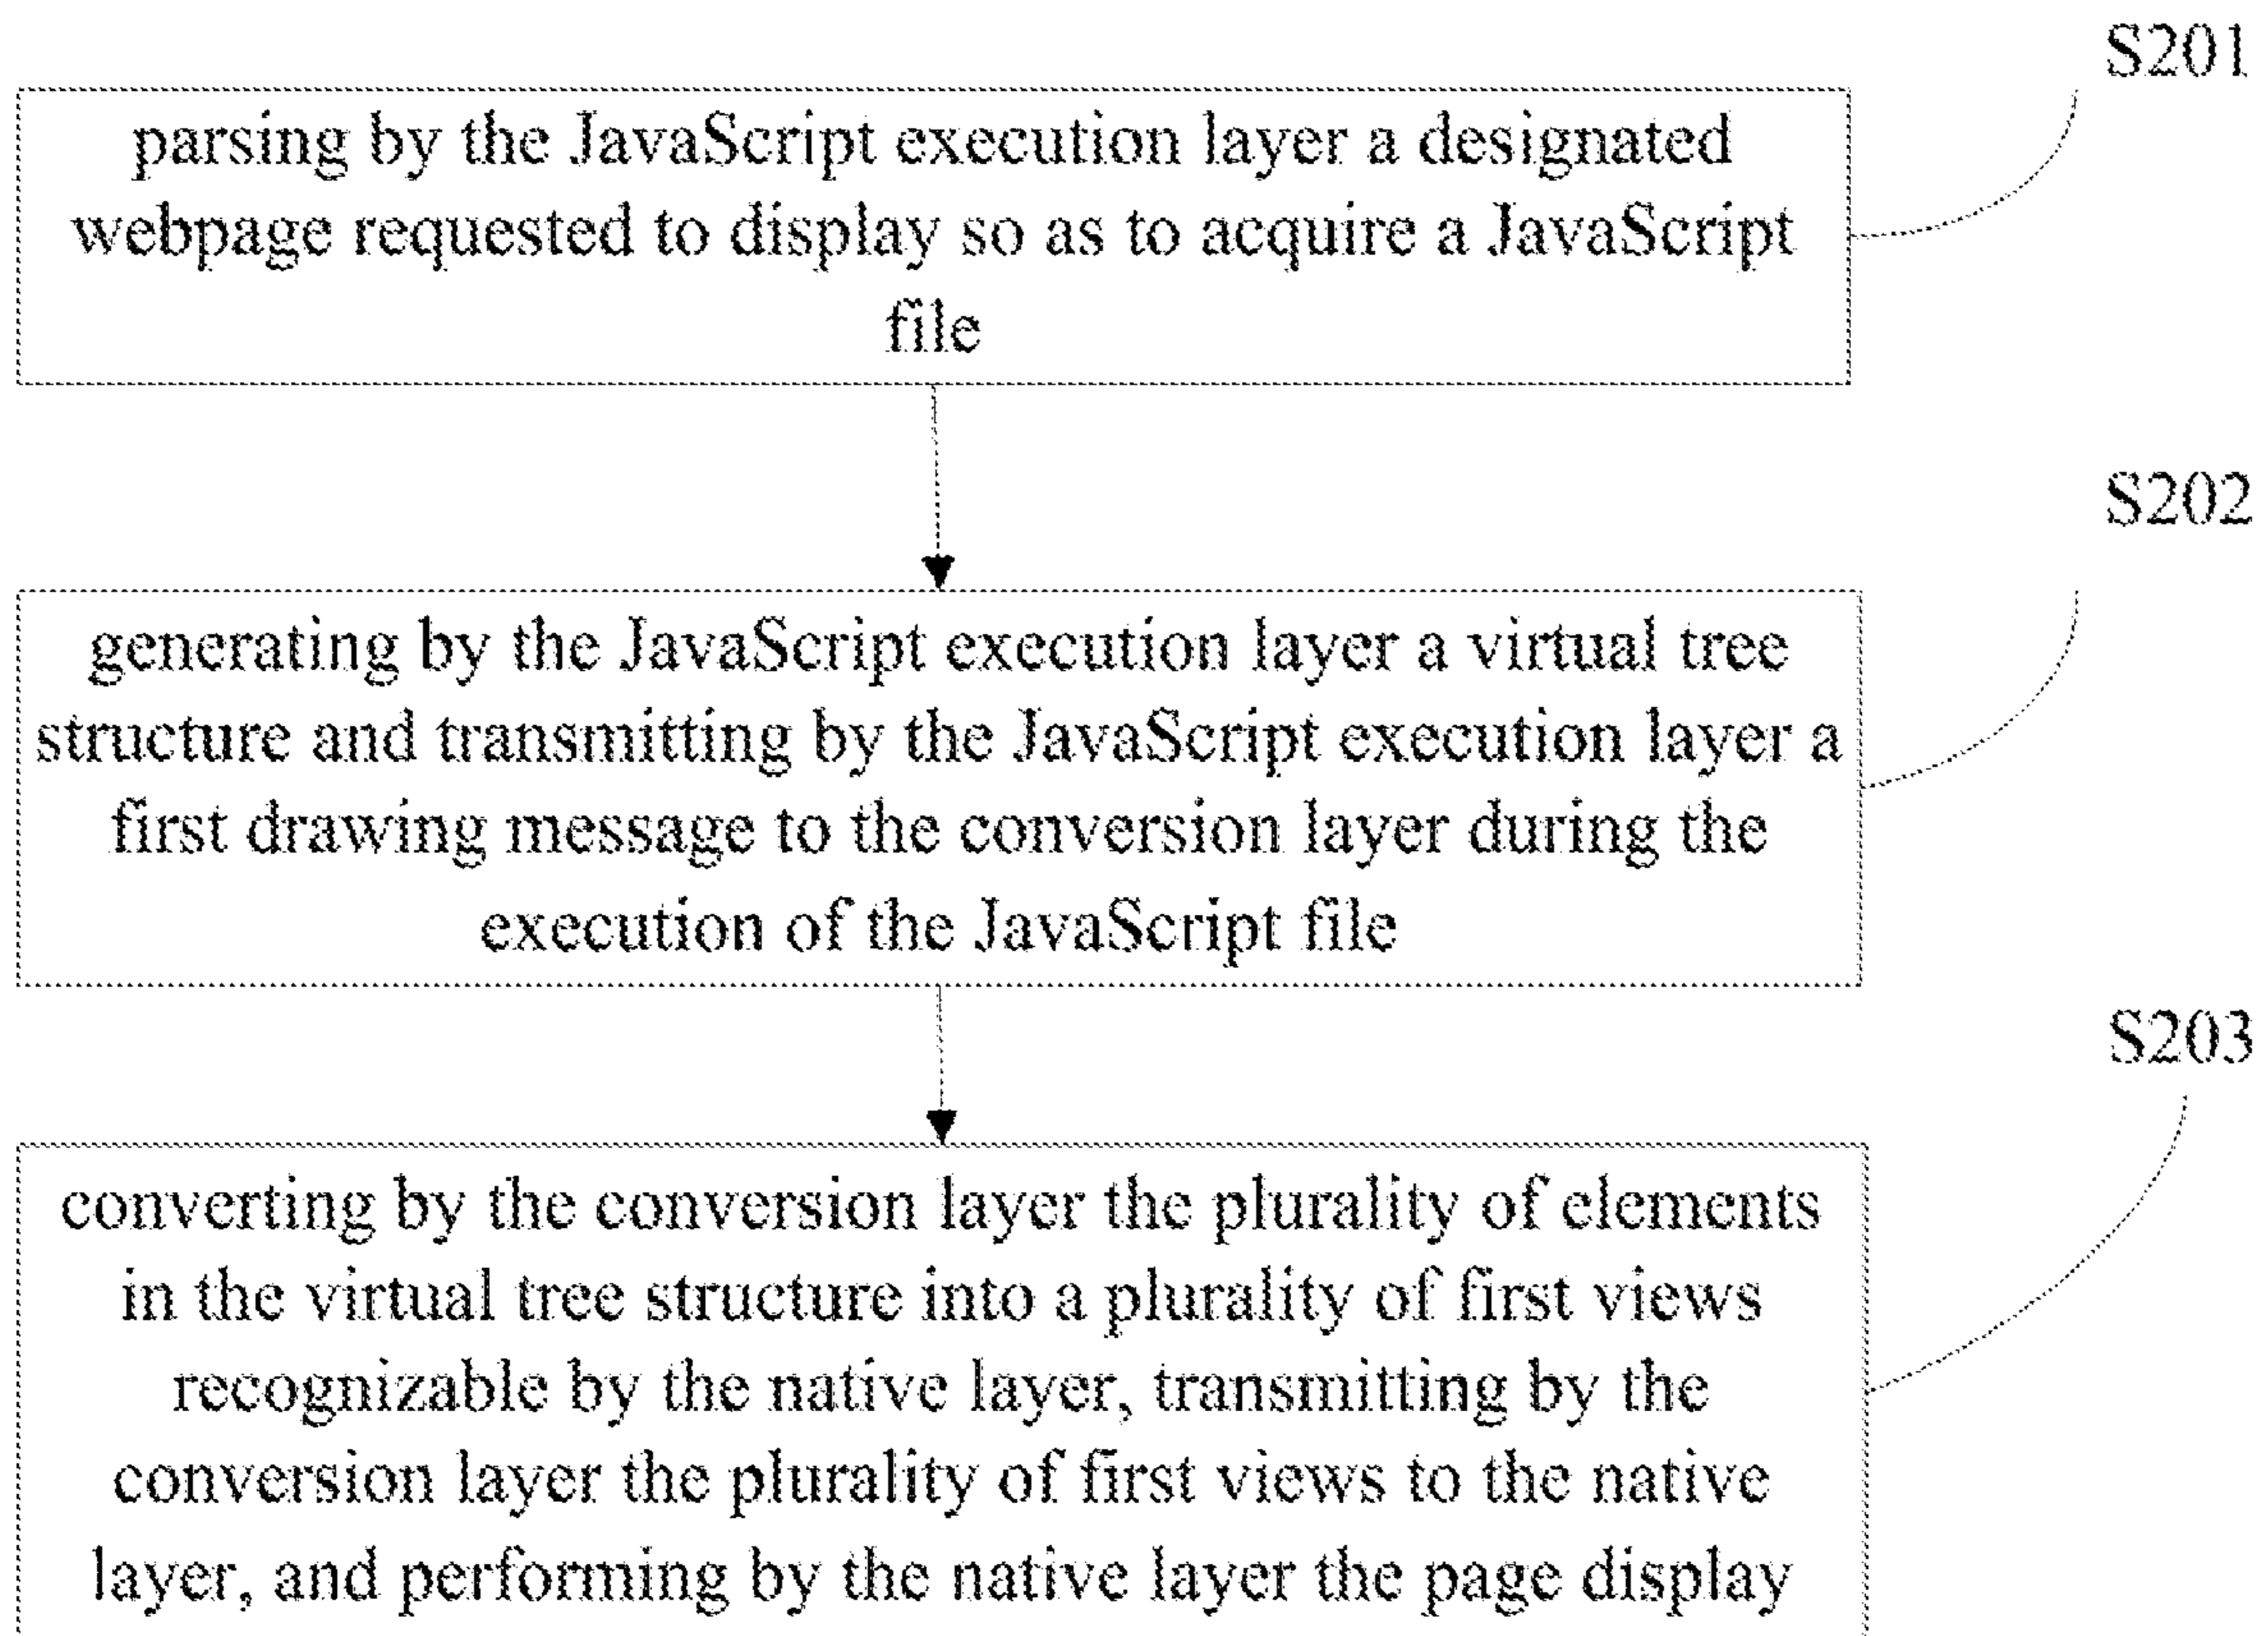 S201
parsing by the JavaScript execution layer a designated
webpage requested to display so as to acquire a JavaScript
file
S202
generating by the JavaScript execution layer a virtual tree
structure and transmitting by the JavaScript execution layer a
first drawing message to the conversion layer during the
execution of the JavaScript file
S203
converting by the conversion layer the plurality of elements
in the virtual tree structure into a plurality of first views
recognizable by the native layer, transmitting by the
conversion layer the plurality of first views to the native
layer, and performing by the native layer the page display